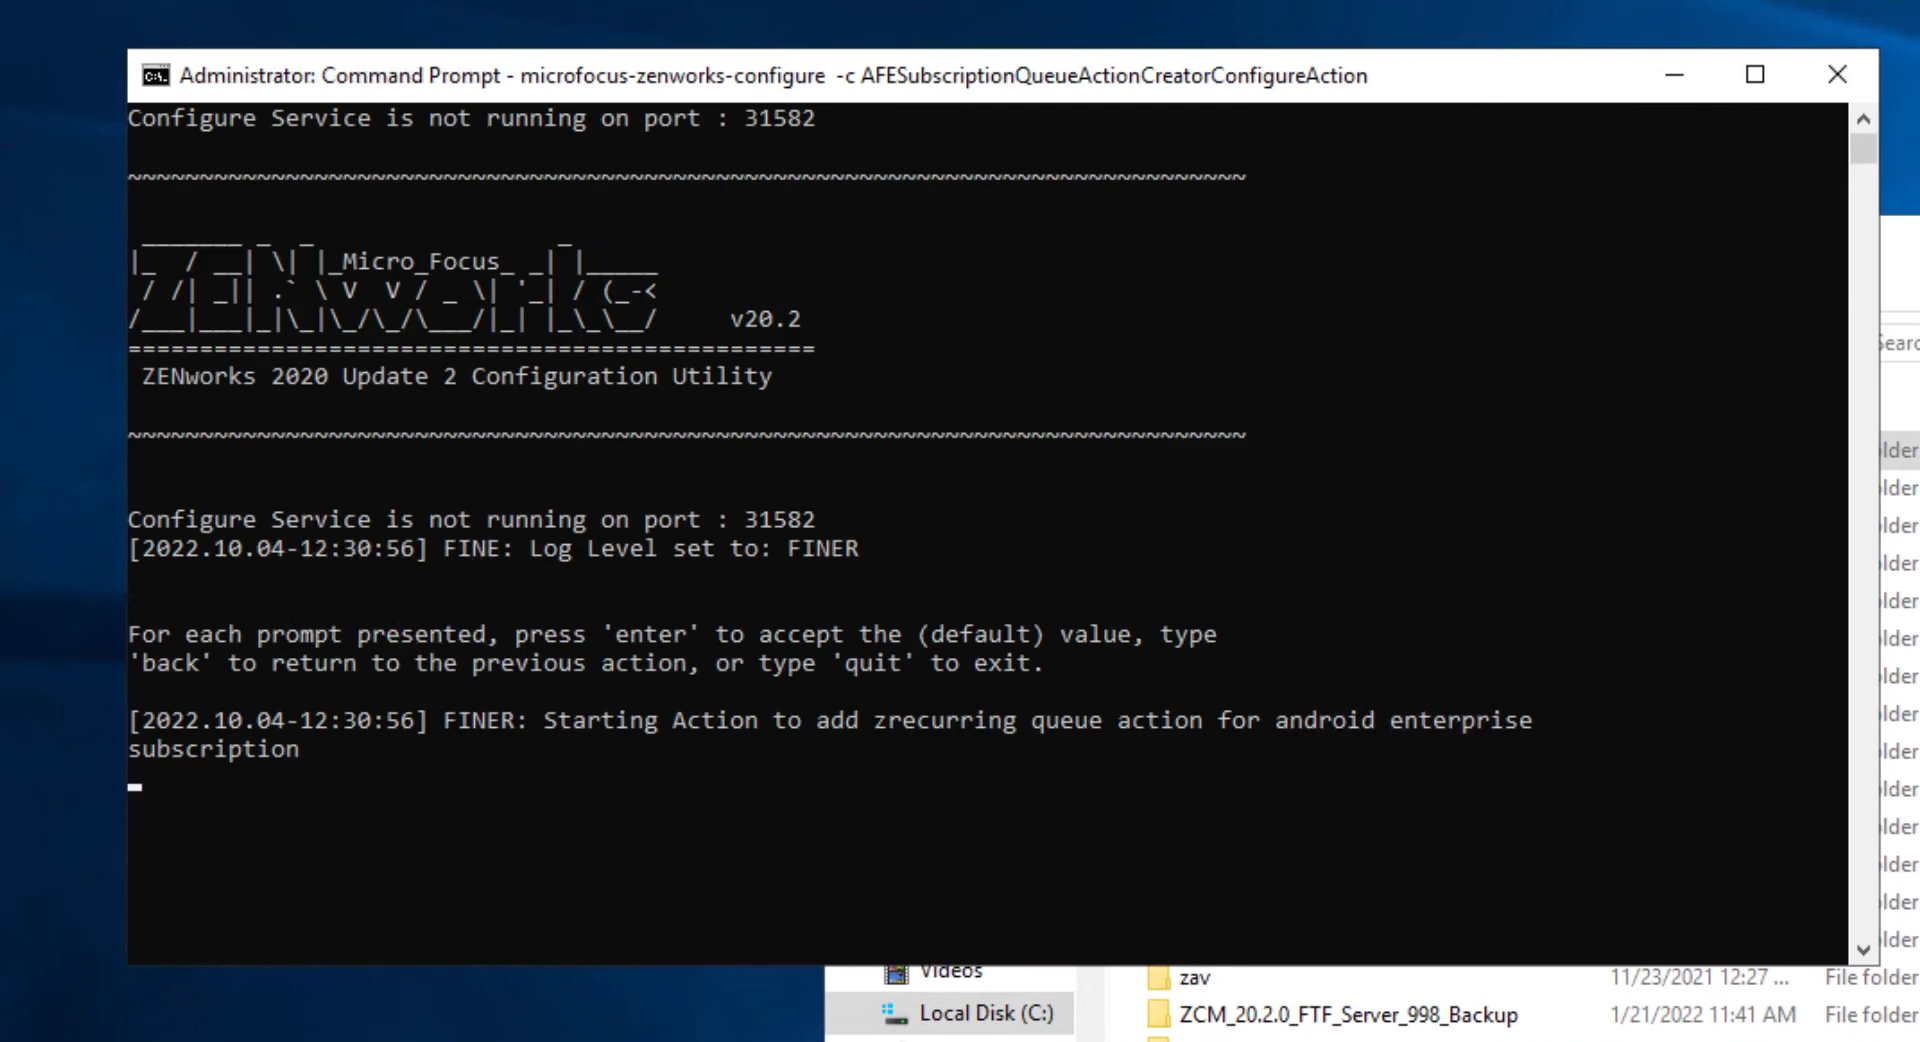 Administrator: Command Prompt - microfocus-zenworks-configure -c AFESubscriptionQueueActionCreatorConfigureAction
Configure Service is not running on port : 31582
~~~~~~~~~~~~~~~~~~~~~~~~~~~~~~~~~~~~~~~~~~~~~~~~~~~~~~~~~~~~~~~~~~~~~~~~~~~~~~
Micro Focus
ZENworks
v20.2
================================================
ZENworks 2020 Update 2 Configuration Utility
~~~~~~~~~~~~~~~~~~~~~~~~~~~~~~~~~~~~~~~~~~~~~~~~~~~~~~~~~~~~~~~~~~~~~~~~~~~~~~
Configure Service is not running on port : 31582
[2022.10.04-12:30:56] FINE: Log Level set to: FINER
For each prompt presented, press 'enter' to accept the (default) value, type
'back' to return to the previous action, or type 'quit' to exit.
[2022.10.04-12:30:56] FINER: Starting Action to add zrecurring queue action for android enterprise
subscription
Videos
Local Disk (C:)
zav 11/23/2021 12:27 ... File folder
ZCM_20.2.0_FTF_Server_998_Backup 1/21/2022 11:41 AM File folder